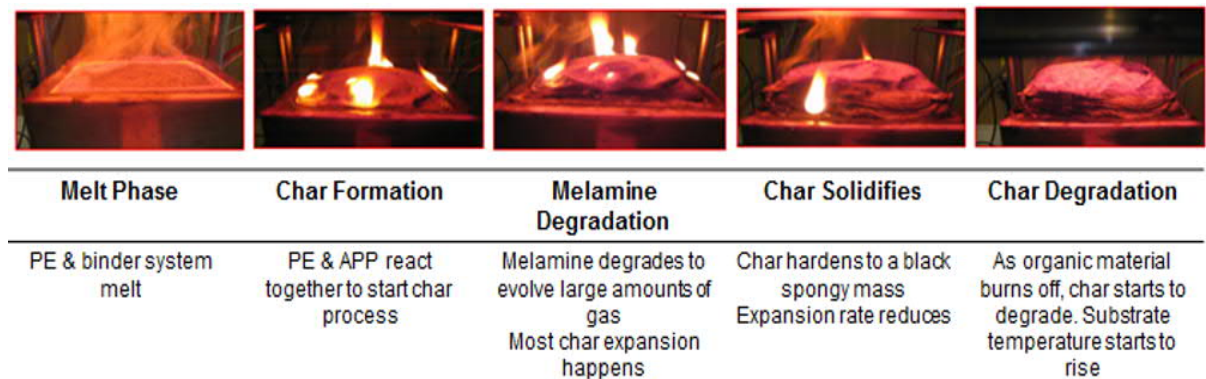 Melt Phase
Char Formation
Melamine
Degradation
Char Solidifies
Char Degradation
PE & binder system
melt
PE & APP react
together to start char
process
Melamine degrades to
evolve large amounts of
gas
Most char expansion
happens
Char hardens to a black
spongy mass
Expansion rate reduces
As organic material
burns off, char starts to
degrade. Substrate
temperature starts to
rise